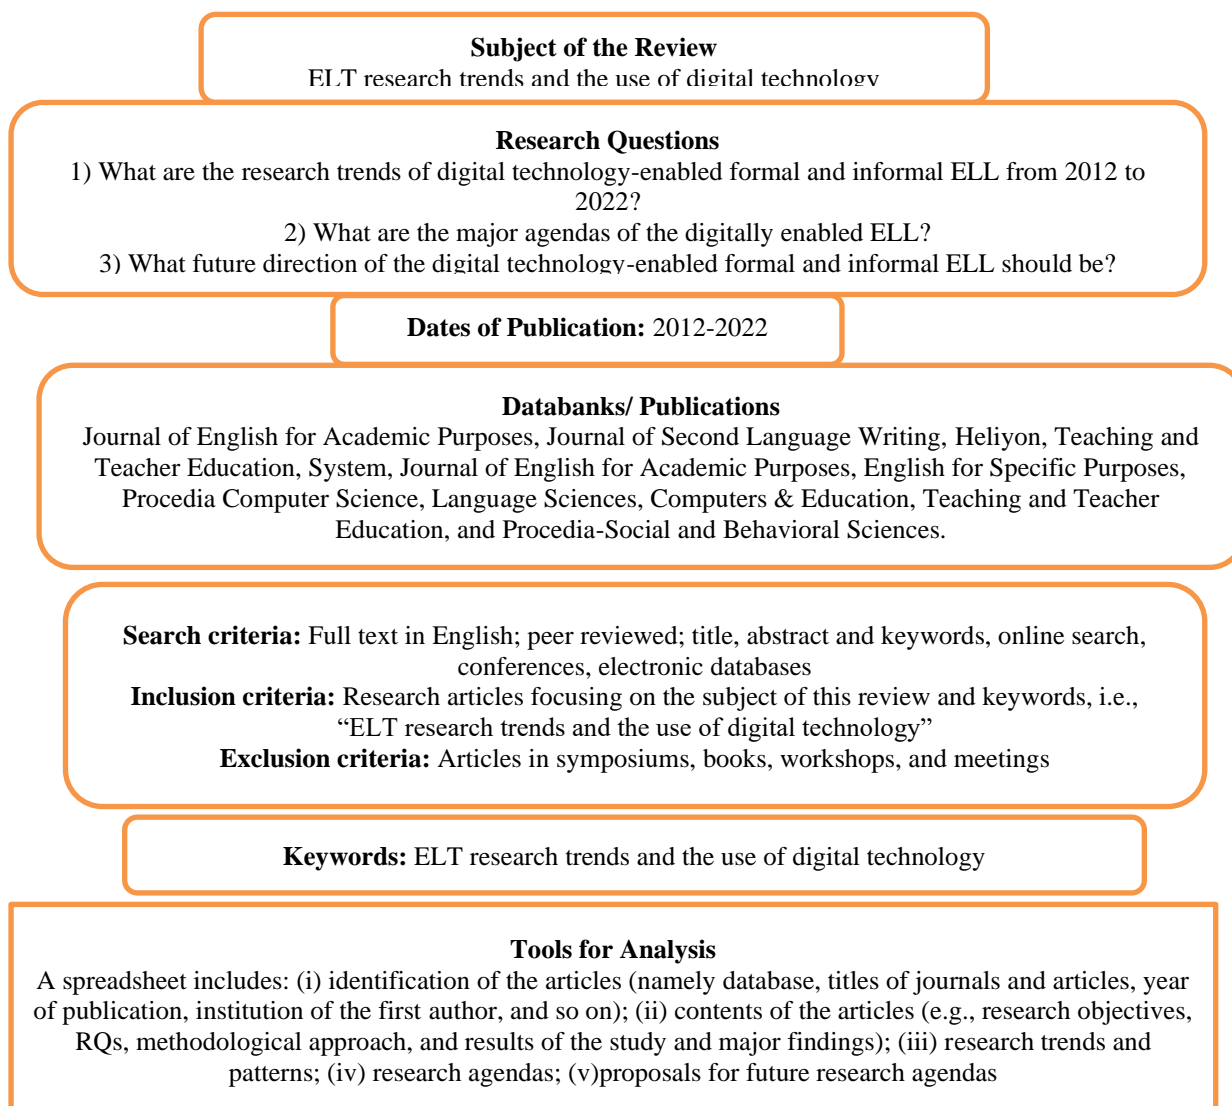 Subject of the Review
ELT research trends and the use of digital technology
Research Questions
1) What are the research trends of digital technology-enabled formal and informal ELL from 2012 to
2022?
2) What are the major agendas of the digitally enabled ELL?
3) What future direction of the digital technology-enabled formal and informal ELL should be?
Dates of Publication: 2012-2022
Databanks/ Publications
Journal of English for Academic Purposes, Journal of Second Language Writing, Heliyon, Teaching and
Teacher Education, System, Journal of English for Academic Purposes, English for Specific Purposes,
Procedia Computer Science, Language Sciences, Computers & Education, Teaching and Teacher
Education, and Procedia-Social and Behavioral Sciences.
Search criteria: Full text in English; peer reviewed; title, abstract and keywords, online search,
conferences, electronic databases
Inclusion criteria: Research articles focusing on the subject of this review and keywords, i.e.,
“ELT research trends and the use of digital technology”
Exclusion criteria: Articles in symposiums, books, workshops, and meetings
Keywords: ELT research trends and the use of digital technology
Tools for Analysis
A spreadsheet includes: (i) identification of the articles (namely database, titles of journals and articles, year
of publication, institution of the first author, and so on); (ii) contents of the articles (e.g., research objectives,
RQs, methodological approach, and results of the study and major findings); (iii) research trends and
patterns; (iv) research agendas; (v)proposals for future research agendas